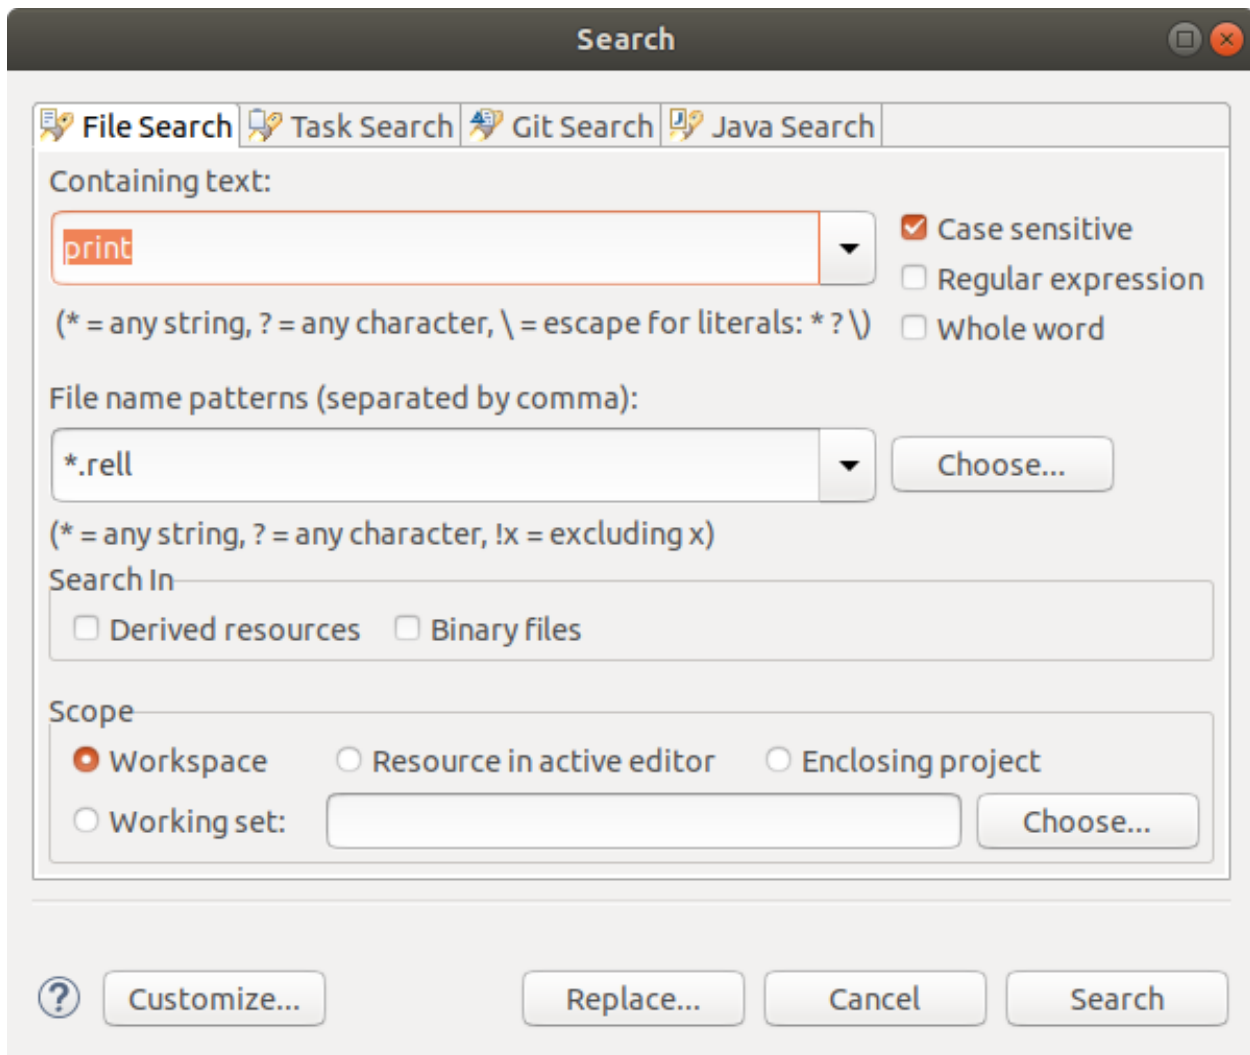 Search
File Search Task Search Git Search Java Search
Containing text:
print
Case sensitive
Regular expression
(* = any string, ? = any character, \ = escape for literals: * ? \)
Whole word
File name patterns (separated by comma):
*.rell
Choose...
(* = any string, ? = any character, !x = excluding x)
Search In
Derived resources Binary files
Scope
Workspace Resource in active editor Enclosing project
Working set: Choose...
? Customize... Replace... Cancel Search